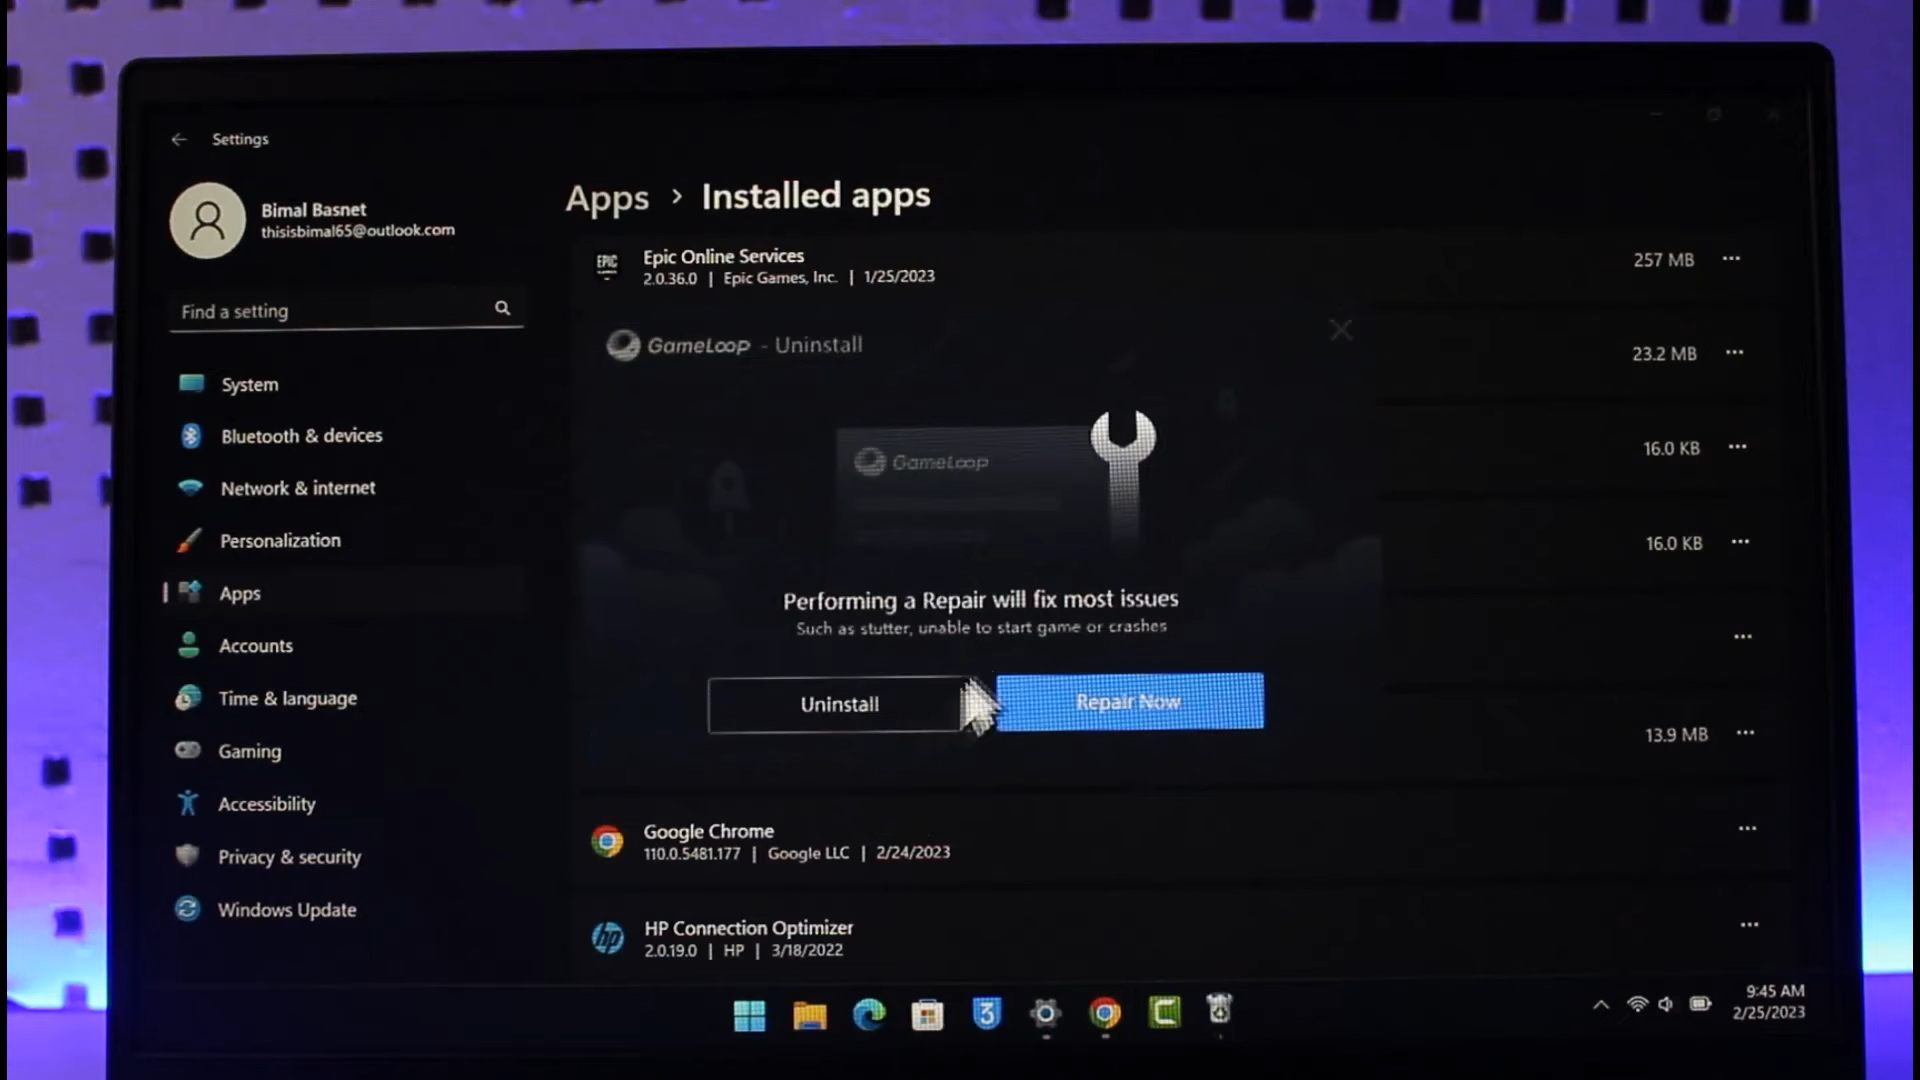 Settings
Bimal Basnet
thisisbimal65@outlook.com
Find a setting
System
Bluetooth & devices
Network & internet
Personalization
Apps
Accounts
Time & language
Gaming
Accessibility
Privacy & security
Windows Update
Apps > Installed apps
EPIC
Epic Online Services
2.0.36.0 | Epic Games, Inc. | 1/25/2023
257 MB
GameLoop - Uninstall
23.2 MB
GameLoop
16.0 KB
16.0 KB
Performing a Repair will fix most issues
Such as stutter, unable to start game or crashes
Uninstall
Repair Now
13.9 MB
Google Chrome
110.0.5481.177 | Google LLC | 2/24/2023
hp
HP Connection Optimizer
2.0.19.0 | HP | 3/18/2022
3
C
9:45 AM
2/25/2023